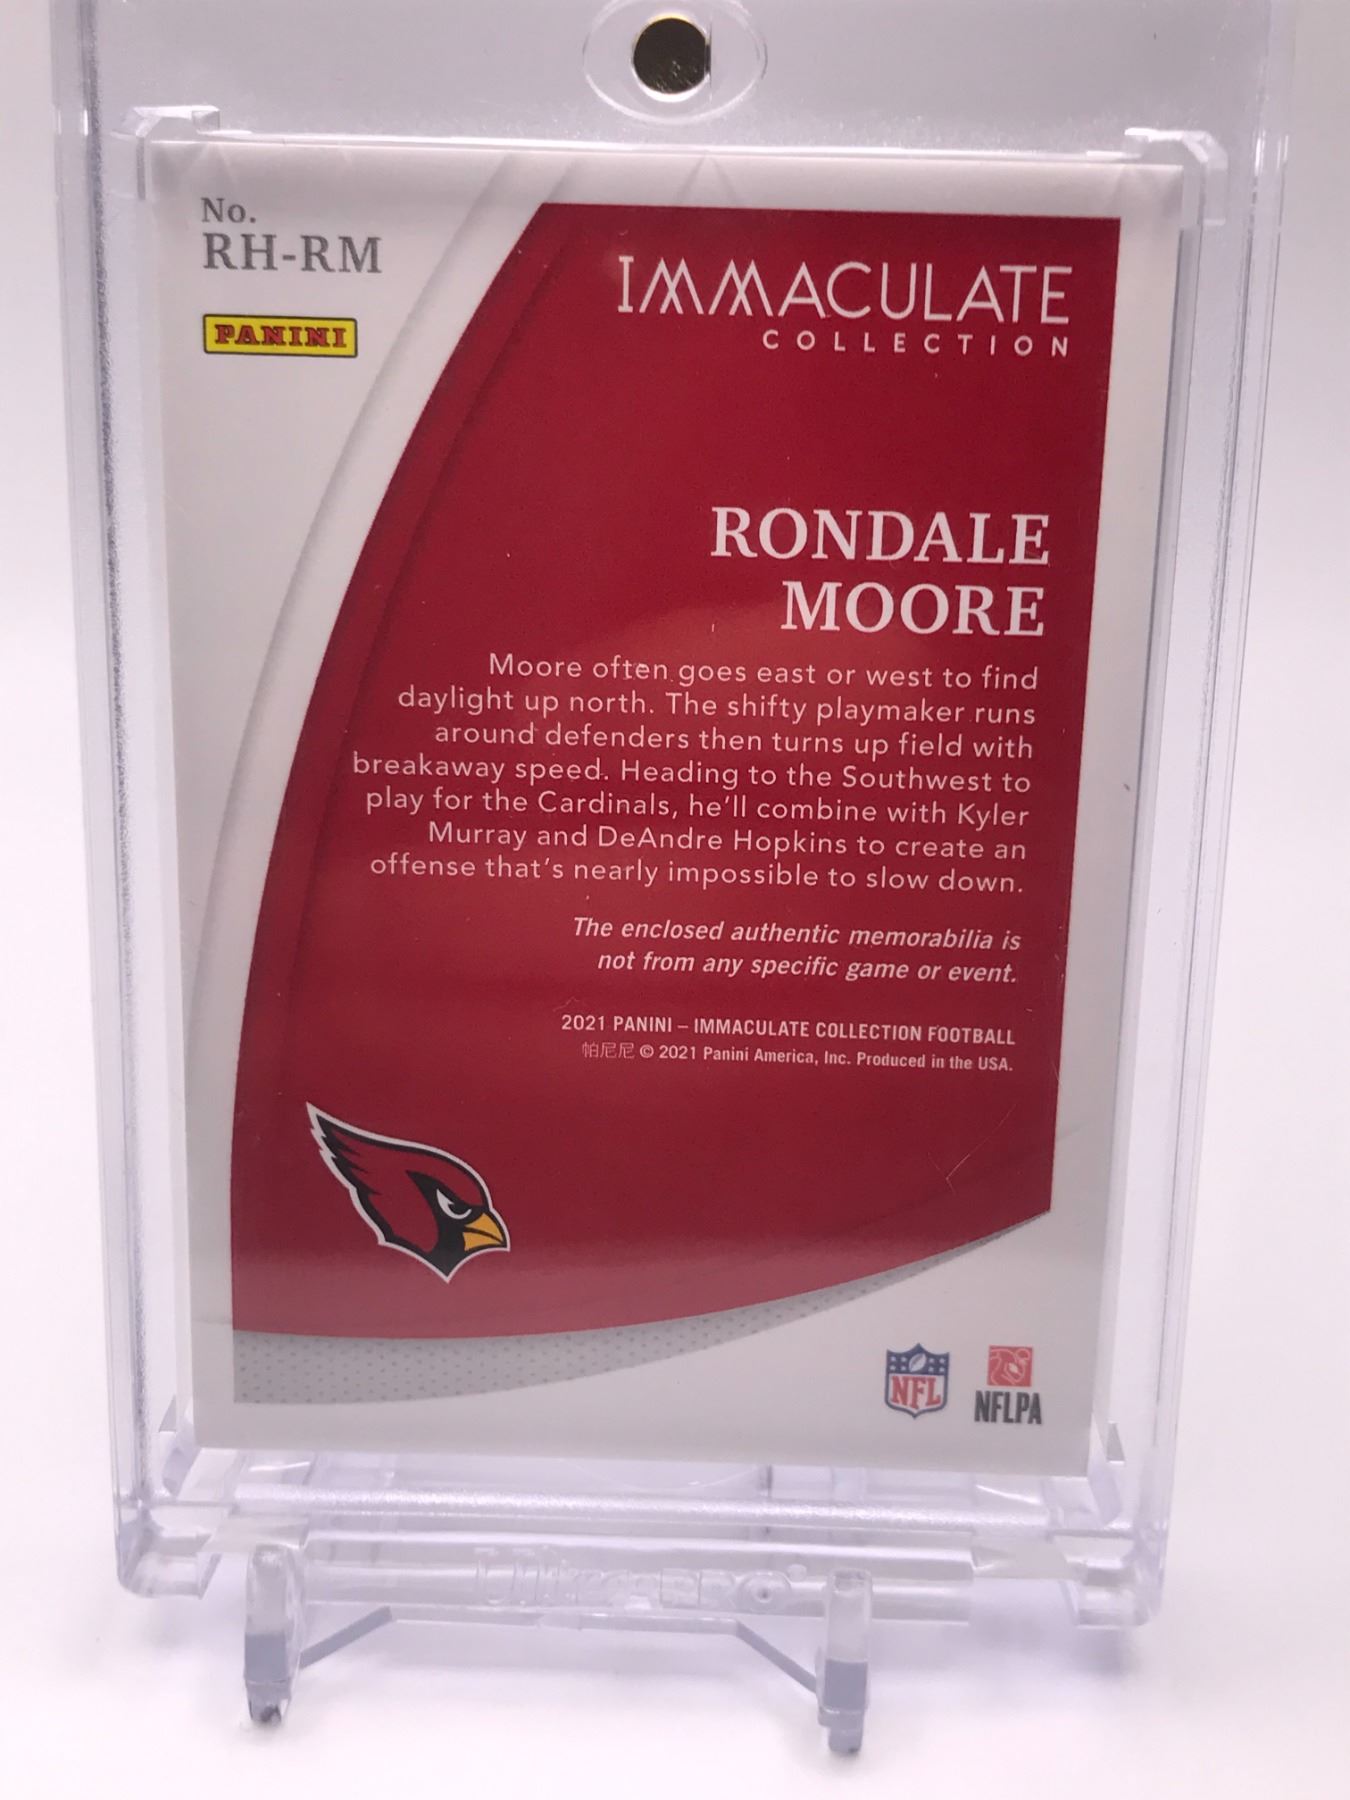 No.
RH-RM
PANINI
IMMACULATE
COLLECTION
RONDALE
MOORE
Moore often goes east or west to find
daylight up north. The shifty playmaker runs
around defenders then turns up field with
breakaway speed. Heading to the Southwest to
play for the Cardinals, he'll combine with Kyler
Murray and DeAndre Hopkins to create an
offense that's nearly impossible to slow down.
The enclosed authentic memorabilia is
not from any specific game or event.
2021 PANINI – IMMACULATE COLLECTION FOOTBALL
帕尼尼 © 2021 Panini America, Inc. Produced in the USA.
NFL
NFLPA
Ultra PRO